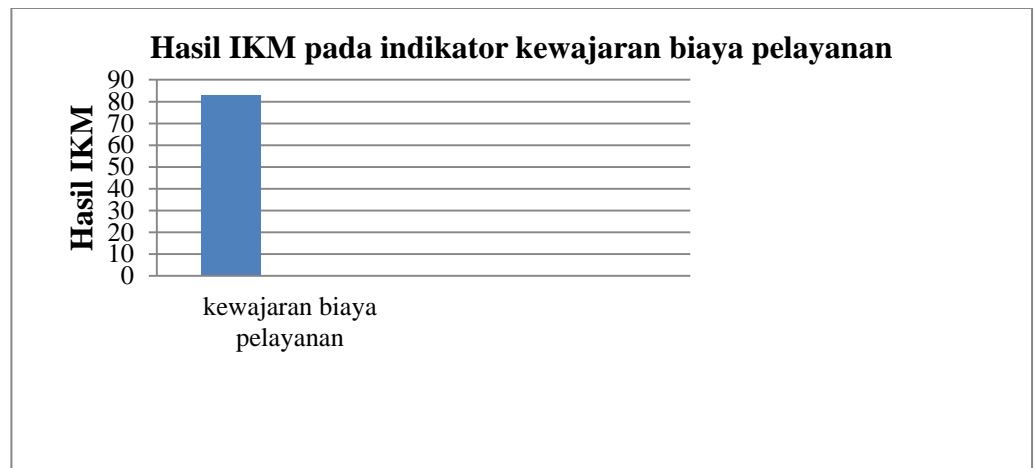 Hasil IKM pada indikator kewajaran biaya pelayanan
Hasil IKM
90
80
70
60
50
40
30
20
10
0
kewajaran biaya
pelayanan